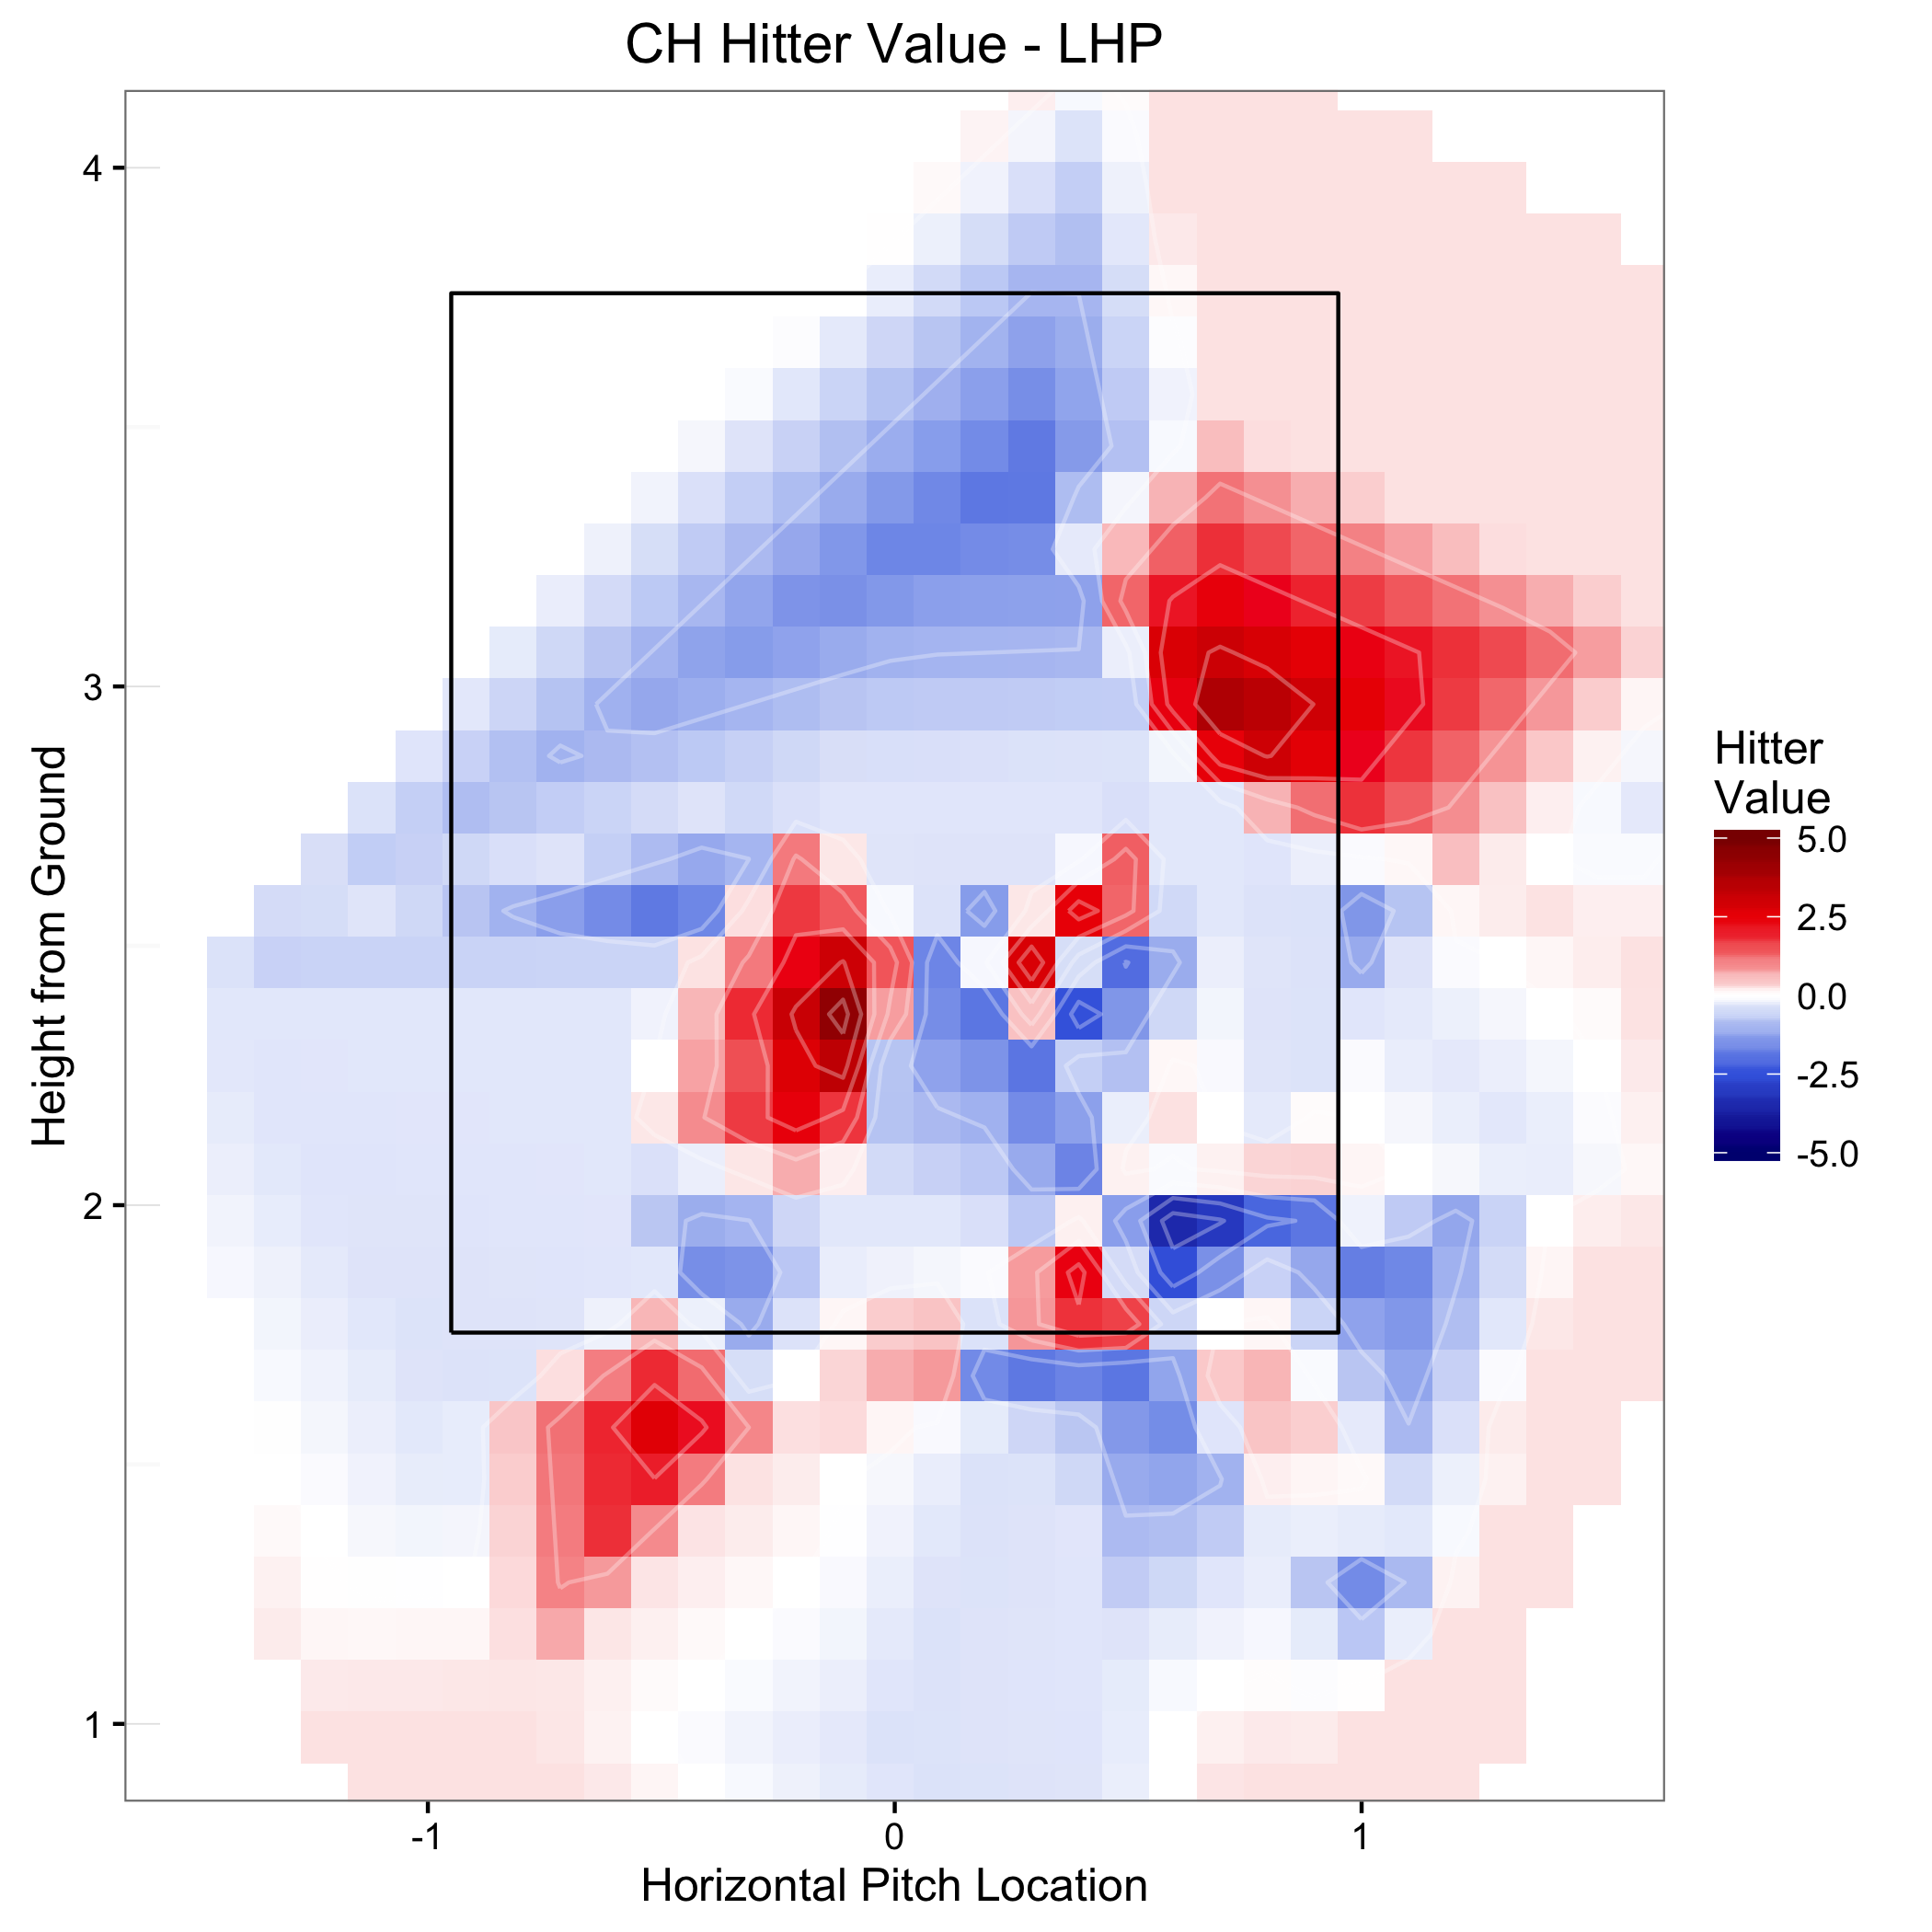 CH Hitter Value - LHP
4
3
2
1
Height from Ground
-1
0
1
Horizontal Pitch Location
Hitter
Value
5.0
2.5
0.0
-2.5
-5.0